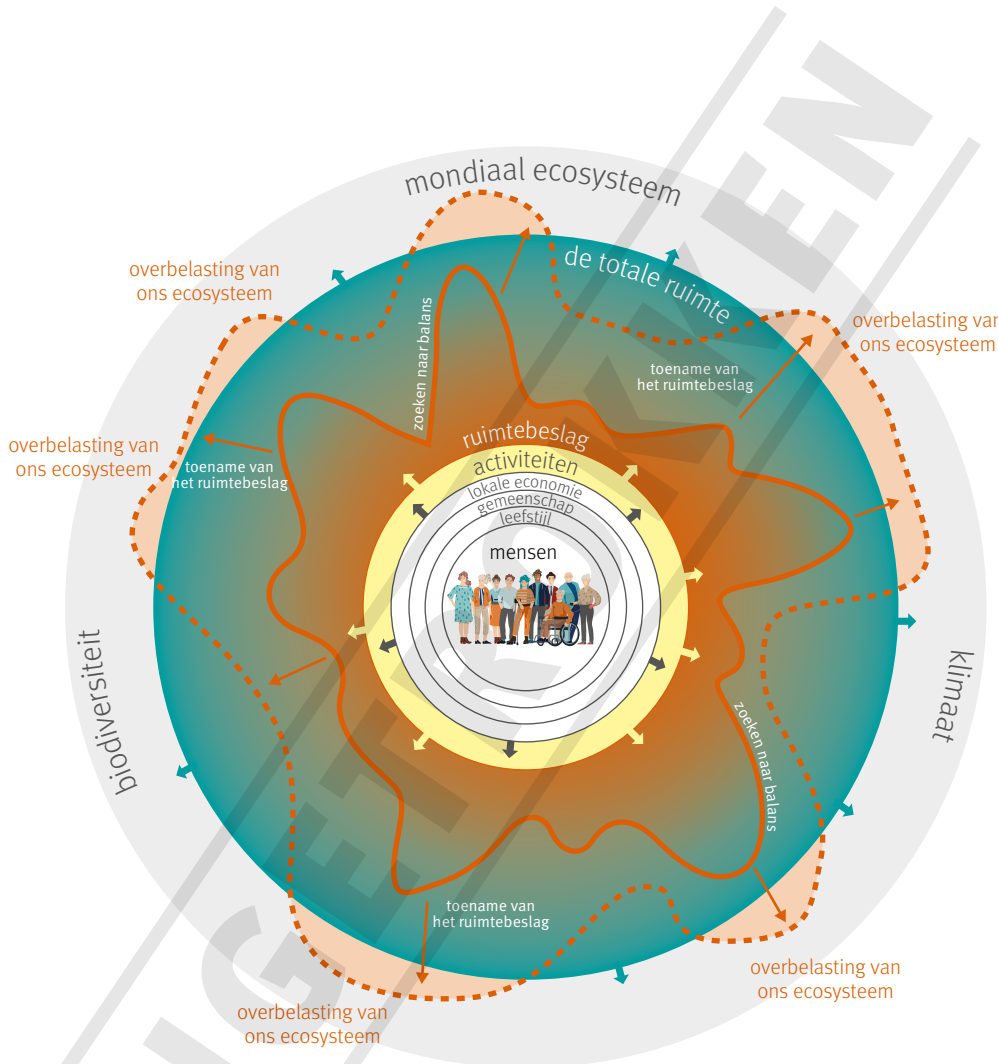 mondiaal ecosysteem
de totale ruimte
overbelasting van
ons ecosysteem
overbelasting van
ons ecosysteem
zoeken naar balans
toename van
het ruimtebeslag
ruimtebeslag
overbelasting van
ons ecosysteem
toename van
het ruimtebeslag
activiteiten
lokale economie
gemeenschap
leefstijl
mensen
biodiversiteit
klimaat
zoeken naar balans
toename van
het ruimtebeslag
overbelasting van
ons ecosysteem
overbelasting van
ons ecosysteem